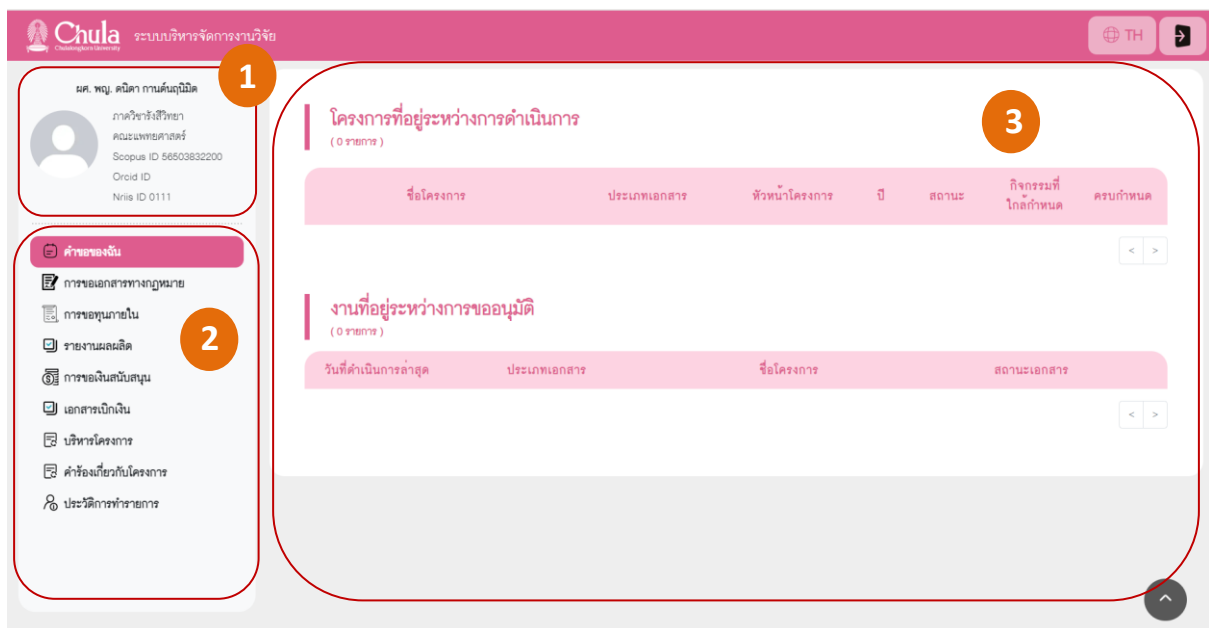 Chula
Chulalongkorn University
ระบบบริหารจัดการงานวิจัย
TH
1
ผศ. พญ. คนิตา กานต์นฤนิมิต
ภาควิชารังสีวิทยา
คณะแพทยศาสตร์
Scopus ID 56503832200
Orcid ID
Nriis ID 0111
2
คำขอของฉัน
การขอเอกสารทางกฎหมาย
การขอทุนภายใน
รายงานผลผลิต
การขอเงินสนับสนุน
เอกสารเบิกเงิน
บริหารโครงการ
คำร้องเกี่ยวกับโครงการ
ประวัติการทำรายการ
3
โครงการที่อยู่ระหว่างการดำเนินการ
( 0 รายการ )
ชื่อโครงการ ประเภทเอกสาร หัวหน้าโครงการ ปี สถานะ กิจกรรมที่ใกล้กำหนด ครบกำหนด
< >
งานที่อยู่ระหว่างการขออนุมัติ
( 0 รายการ )
วันที่ดำเนินการล่าสุด ประเภทเอกสาร ชื่อโครงการ สถานะเอกสาร
< >